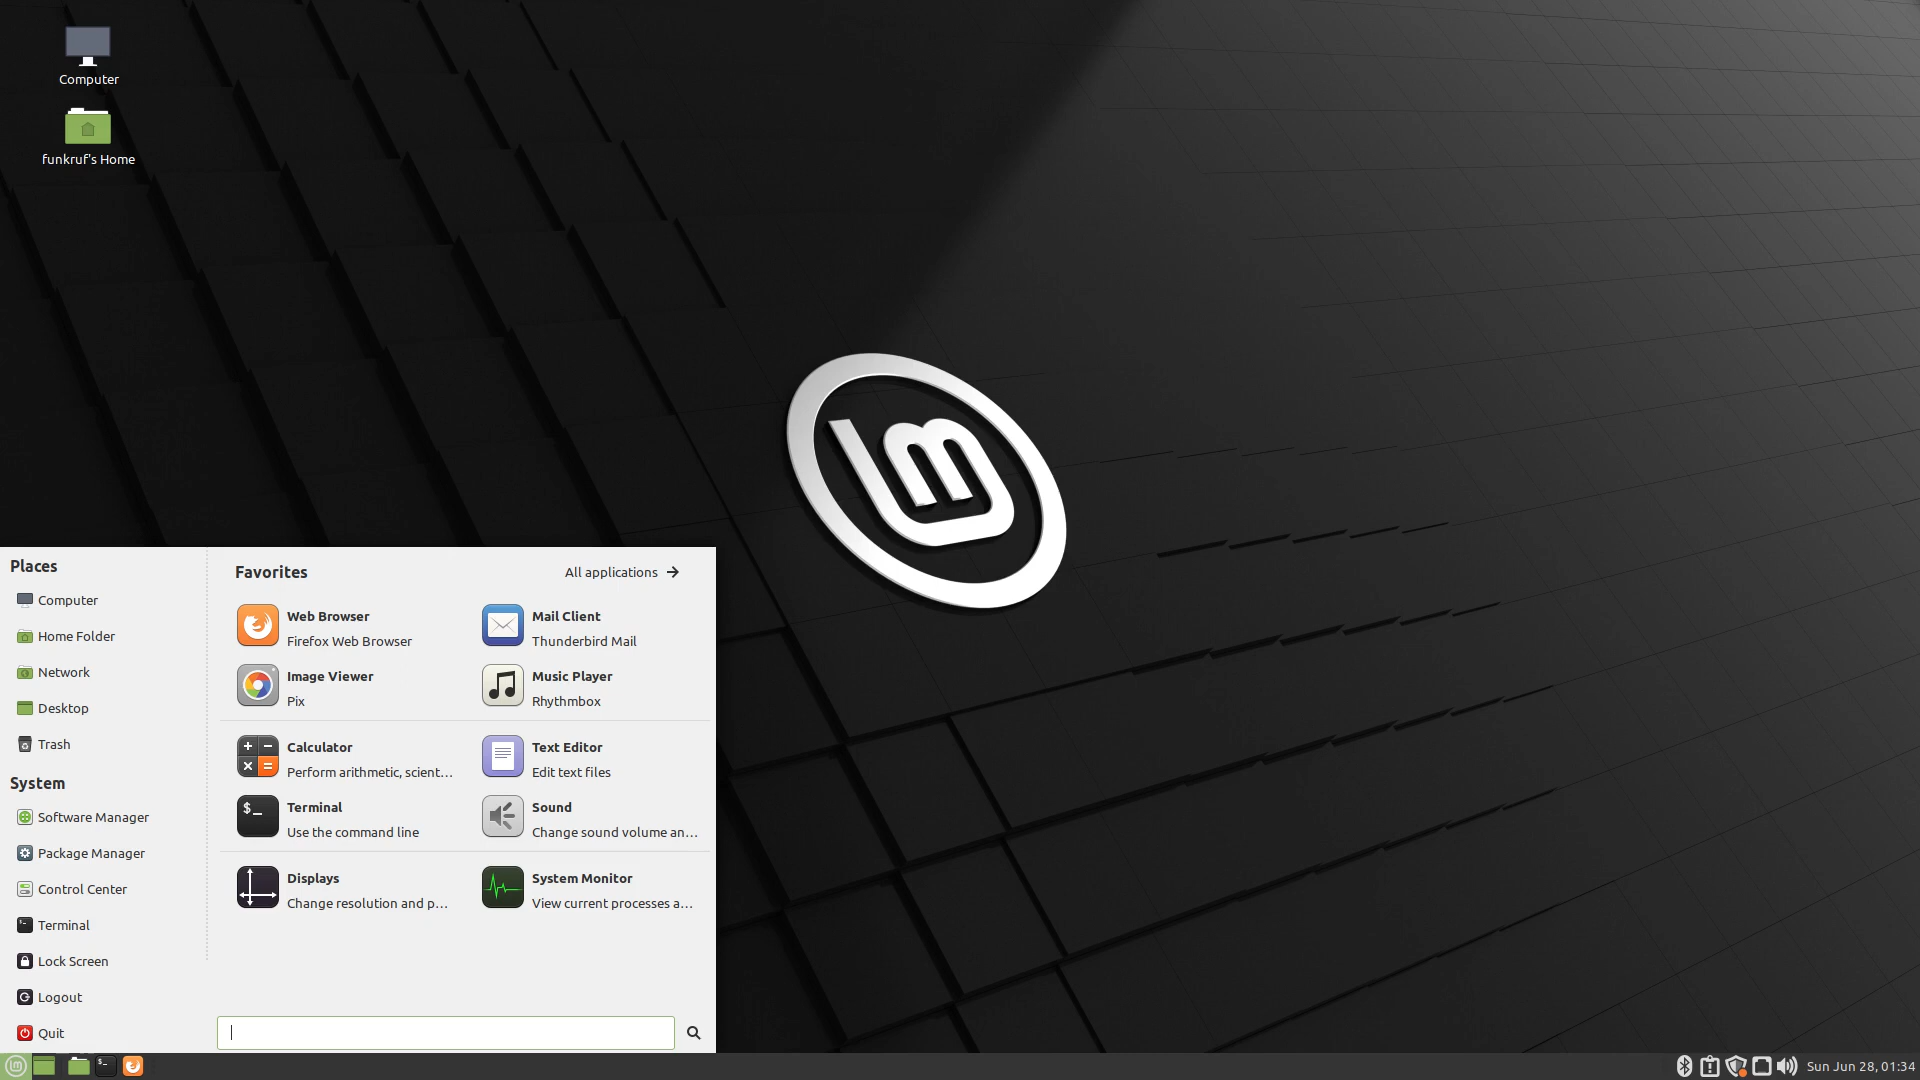 Computer
funkruf's Home
Places
Computer
Home Folder
Network
Desktop
Trash
System
Software Manager
Package Manager
Control Center
Terminal
Lock Screen
Logout
Quit
Favorites
All applications
Web Browser
Firefox Web Browser
Mail Client
Thunderbird Mail
Image Viewer
Pix
Music Player
Rhythmbox
Calculator
Perform arithmetic, scient…
Text Editor
Edit text files
Terminal
Use the command line
Sound
Change sound volume an…
Displays
Change resolution and p…
System Monitor
View current processes a…
Sun Jun 28, 01:34